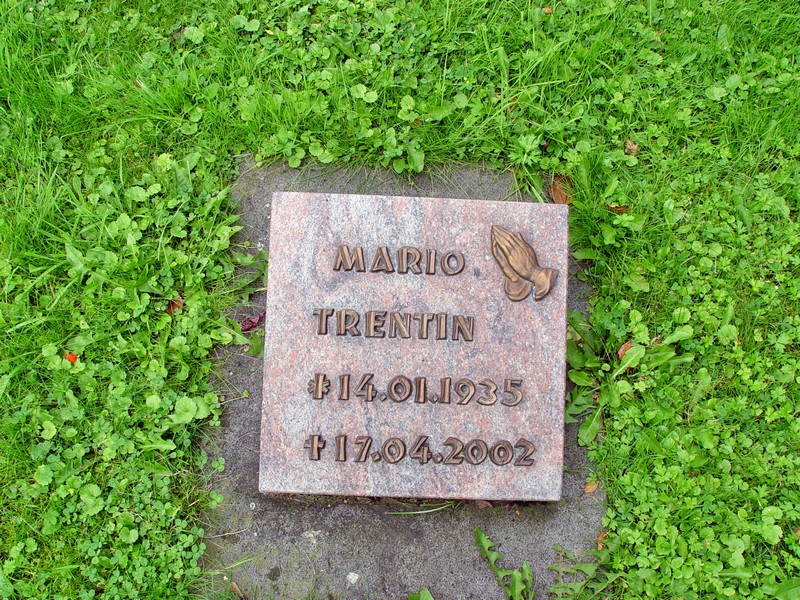 MARIO
TRENTIN
* 14.01.1935
✝ 17.04.2002